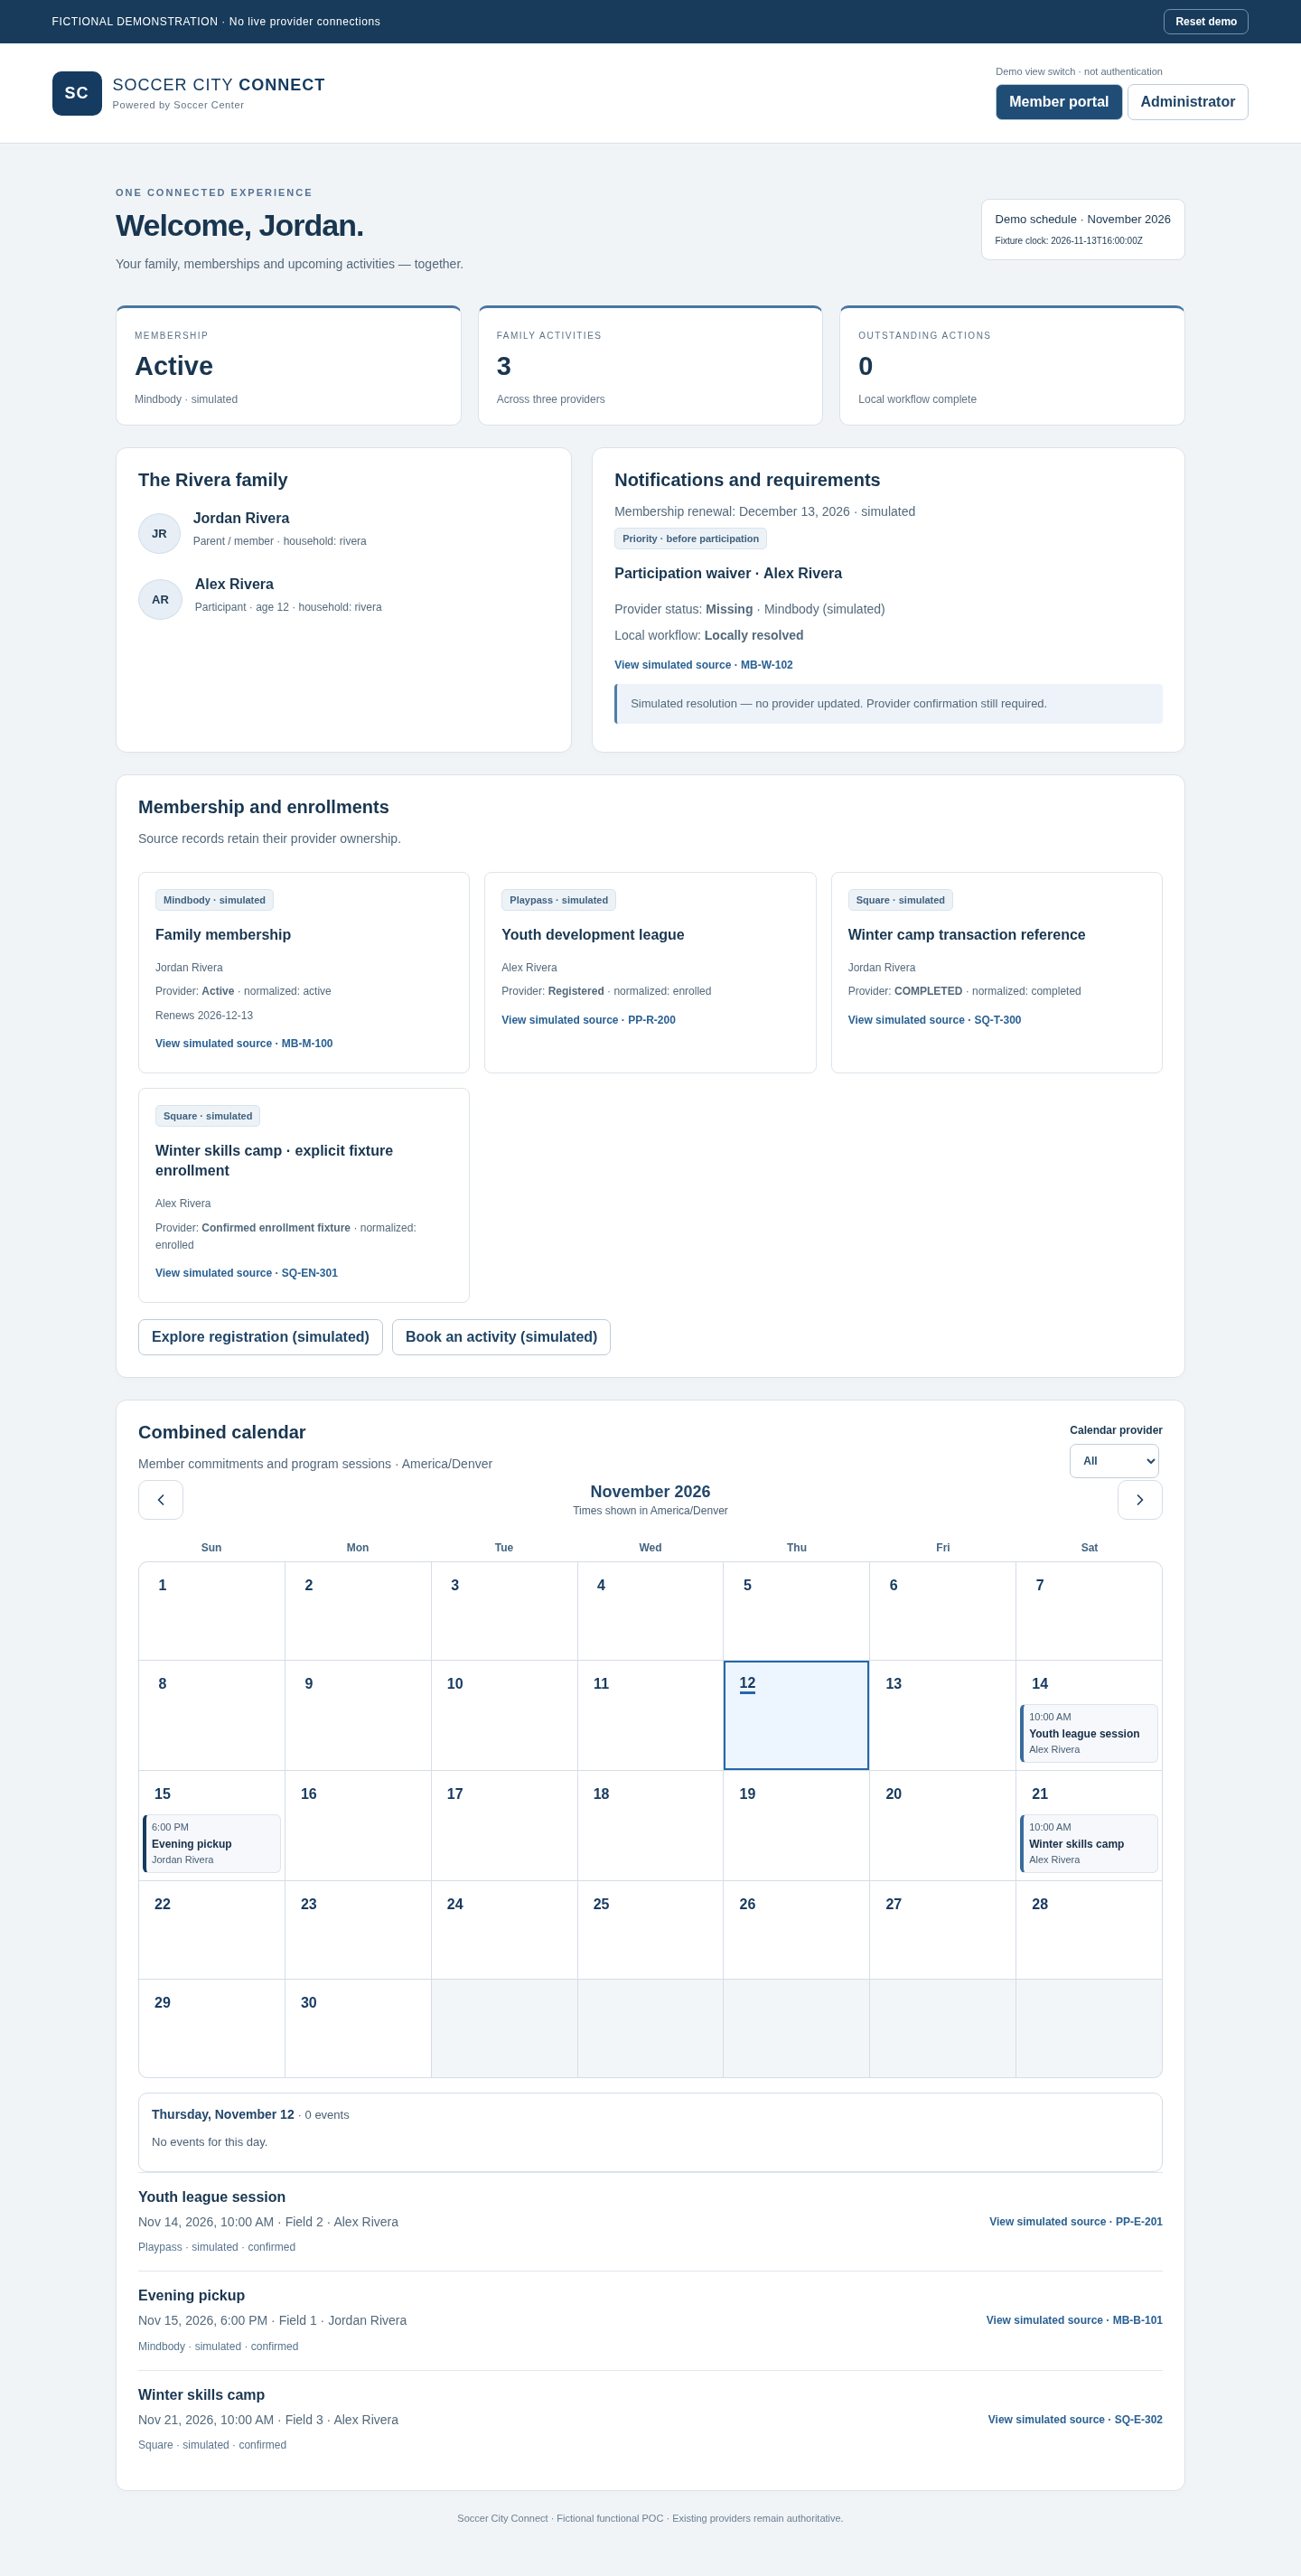 FICTIONAL DEMONSTRATION · No live provider connections
Reset demo
SC
SOCCER CITY CONNECT
Powered by Soccer Center
Demo view switch · not authentication
Member portal
Administrator
ONE CONNECTED EXPERIENCE
Welcome, Jordan.
Your family, memberships and upcoming activities — together.
Demo schedule · November 2026
Fixture clock: 2026-11-13T16:00:00Z
MEMBERSHIP
Active
Mindbody · simulated
FAMILY ACTIVITIES
3
Across three providers
OUTSTANDING ACTIONS
0
Local workflow complete
The Rivera family
JR
Jordan Rivera
Parent / member · household: rivera
AR
Alex Rivera
Participant · age 12 · household: rivera
Notifications and requirements
Membership renewal: December 13, 2026 · simulated
Priority · before participation
Participation waiver · Alex Rivera
Provider status: Missing · Mindbody (simulated)
Local workflow: Locally resolved
View simulated source · MB-W-102
Simulated resolution — no provider updated. Provider confirmation still required.
Membership and enrollments
Source records retain their provider ownership.
Mindbody · simulated
Family membership
Jordan Rivera
Provider: Active · normalized: active
Renews 2026-12-13
View simulated source · MB-M-100
Playpass · simulated
Youth development league
Alex Rivera
Provider: Registered · normalized: enrolled
View simulated source · PP-R-200
Square · simulated
Winter camp transaction reference
Jordan Rivera
Provider: COMPLETED · normalized: completed
View simulated source · SQ-T-300
Square · simulated
Winter skills camp · explicit fixture
enrollment
Alex Rivera
Provider: Confirmed enrollment fixture · normalized:
enrolled
View simulated source · SQ-EN-301
Explore registration (simulated)
Book an activity (simulated)
Combined calendar
Member commitments and program sessions · America/Denver
Calendar provider
All
November 2026
Times shown in America/Denver
Sun Mon Tue Wed Thu Fri Sat
1 2 3 4 5 6 7
8 9 10 11 12 13 14
10:00 AM
Youth league session
Alex Rivera
15 16 17 18 19 20 21
6:00 PM
Evening pickup
Jordan Rivera
10:00 AM
Winter skills camp
Alex Rivera
22 23 24 25 26 27 28
29 30
Thursday, November 12 · 0 events
No events for this day.
Youth league session
Nov 14, 2026, 10:00 AM · Field 2 · Alex Rivera
Playpass · simulated · confirmed
View simulated source · PP-E-201
Evening pickup
Nov 15, 2026, 6:00 PM · Field 1 · Jordan Rivera
Mindbody · simulated · confirmed
View simulated source · MB-B-101
Winter skills camp
Nov 21, 2026, 10:00 AM · Field 3 · Alex Rivera
Square · simulated · confirmed
View simulated source · SQ-E-302
Soccer City Connect · Fictional functional POC · Existing providers remain authoritative.